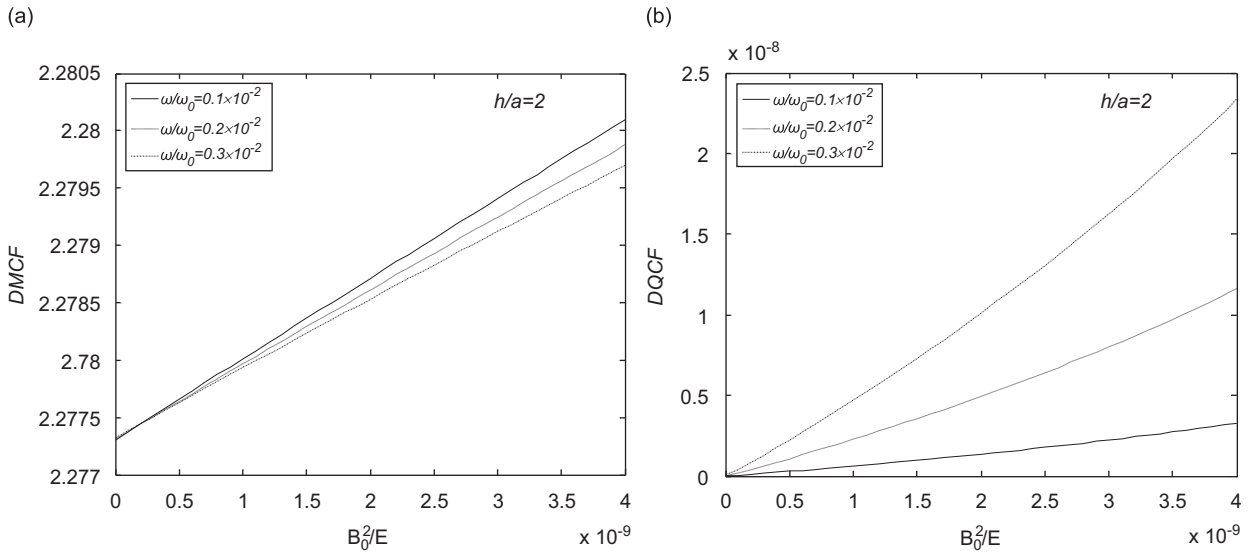 (a)
2.2805
2.28
2.2795
2.279
2.2785
2.78
2.2775
2.277
DMCF
ω/ω₀=0.1×10⁻²
ω/ω₀=0.2×10⁻²
ω/ω₀=0.3×10⁻²
h/a=2
0 0.5 1 1.5 2 2.5 3 3.5 4
B₀²/E
x 10⁻⁹
(b)
x 10⁻⁸
2.5
2
1.5
1
0.5
0
DQCF
ω/ω₀=0.1×10⁻²
ω/ω₀=0.2×10⁻²
ω/ω₀=0.3×10⁻²
h/a=2
0 0.5 1 1.5 2 2.5 3 3.5 4
B₀²/E
x 10⁻⁹